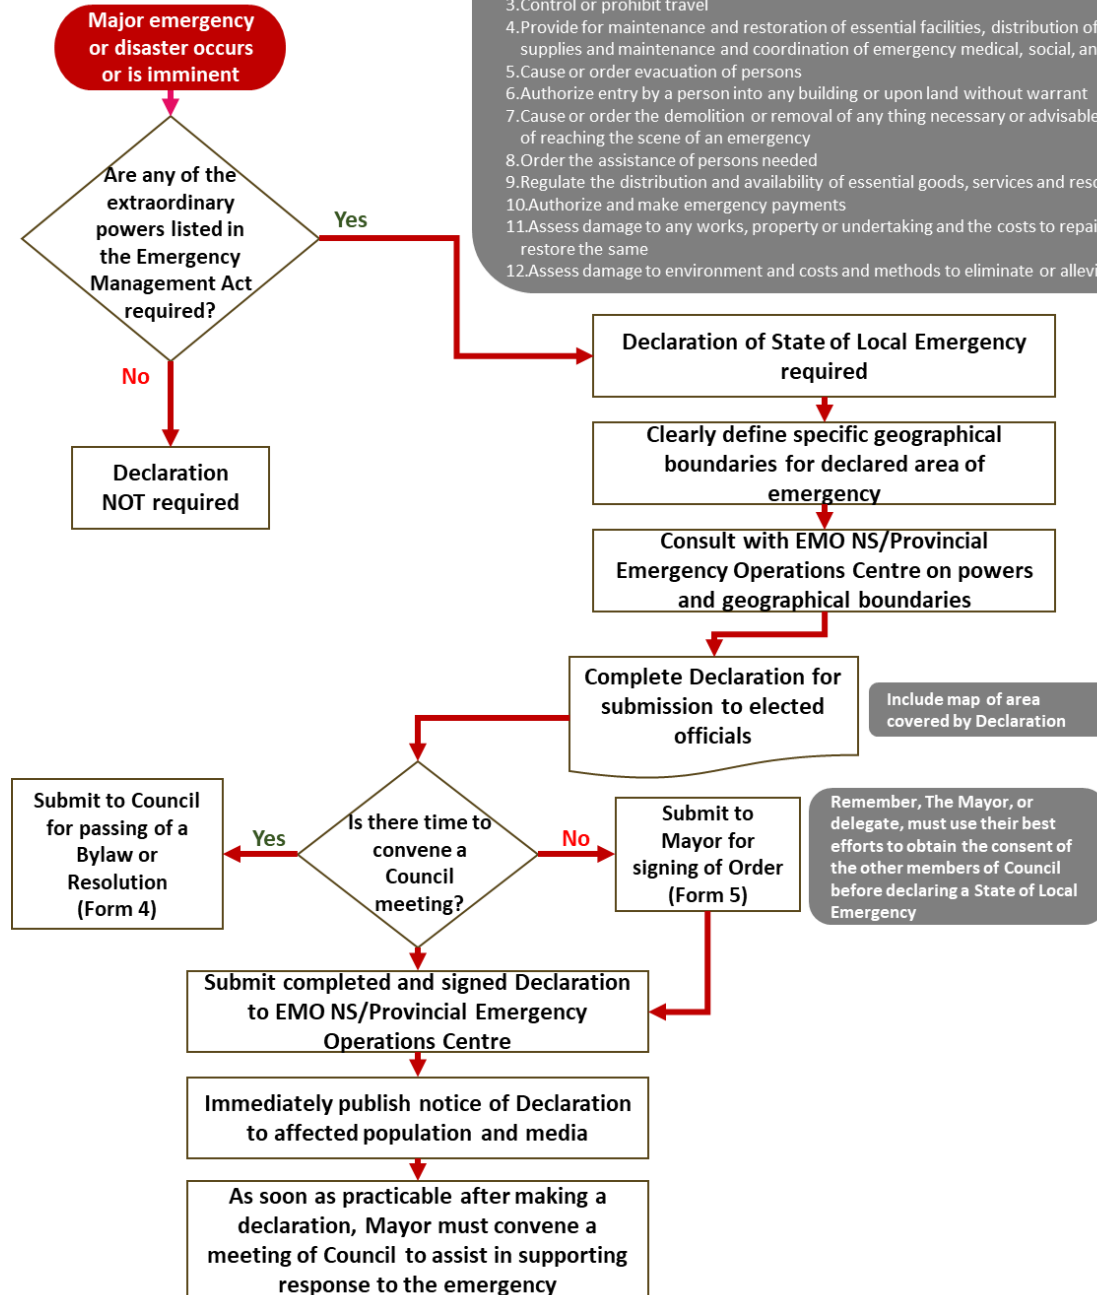 3.Control or prohibit travel
4.Provide for maintenance and restoration of essential facilities, distribution of
supplies and maintenance and coordination of emergency medical, social, an
5.Cause or order evacuation of persons
6.Authorize entry by a person into any building or upon land without warrant
7.Cause or order the demolition or removal of any thing necessary or advisable
of reaching the scene of an emergency
8.Order the assistance of persons needed
9.Regulate the distribution and availability of essential goods, services and reso
10.Authorize and make emergency payments
11.Assess damage to any works, property or undertaking and the costs to repai
restore the same
12.Assess damage to environment and costs and methods to eliminate or allevi
Major emergency
or disaster occurs
or is imminent
Are any of the
extraordinary
powers listed in
the Emergency
Management Act
required?
Yes
No
Declaration
NOT required
Declaration of State of Local Emergency
required
Clearly define specific geographical
boundaries for declared area of
emergency
Consult with EMO NS/Provincial
Emergency Operations Centre on powers
and geographical boundaries
Complete Declaration for
submission to elected
officials
Include map of area
covered by Declaration
Is there time to
convene a
Council
meeting?
Yes
No
Submit to Council
for passing of a
Bylaw or
Resolution
(Form 4)
Submit to
Mayor for
signing of Order
(Form 5)
Remember, The Mayor, or
delegate, must use their best
efforts to obtain the consent of
the other members of Council
before declaring a State of Local
Emergency
Submit completed and signed Declaration
to EMO NS/Provincial Emergency
Operations Centre
Immediately publish notice of Declaration
to affected population and media
As soon as practicable after making a
declaration, Mayor must convene a
meeting of Council to assist in supporting
response to the emergency